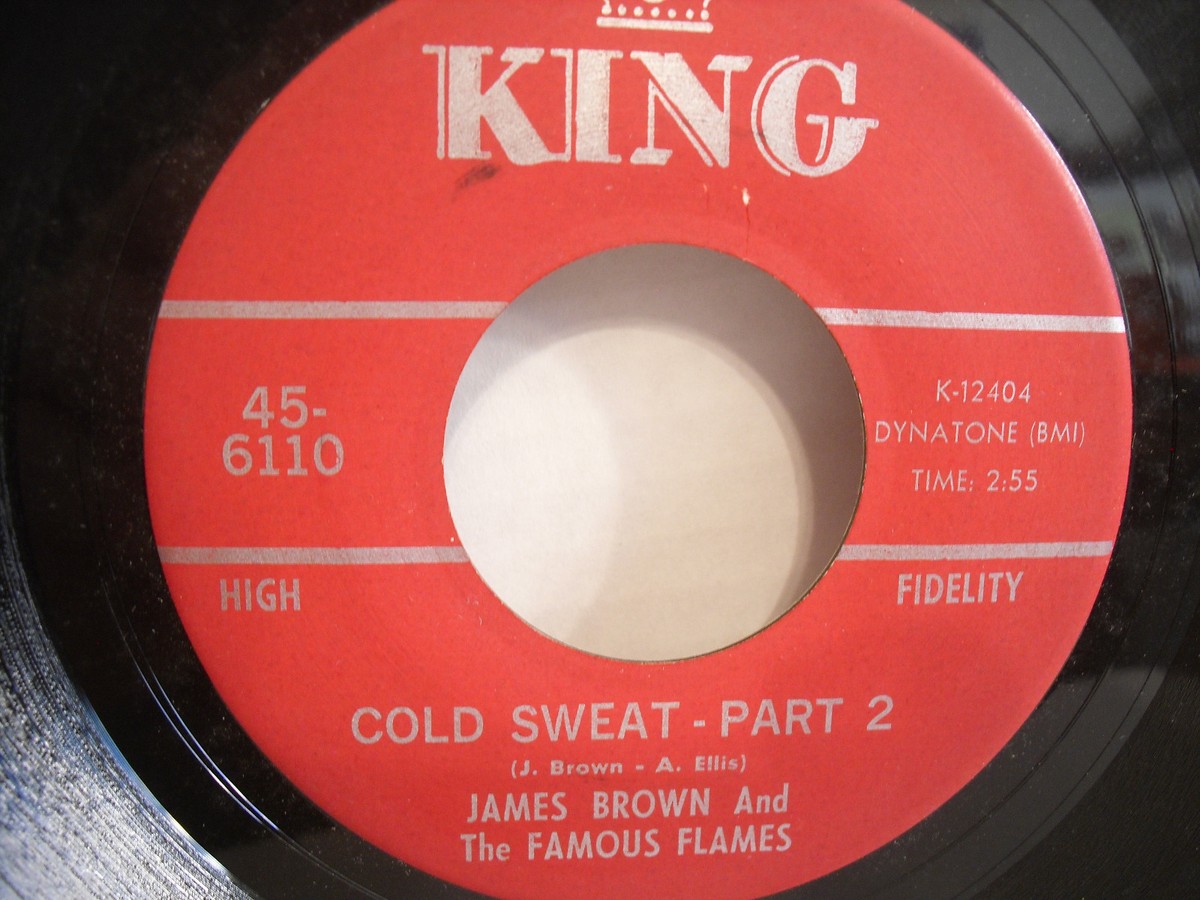 KING
45-
6110
K-12404
DYNATONE (BMI)
TIME: 2:55
HIGH
FIDELITY
COLD SWEAT - PART 2
(J. Brown - A. Ellis)
JAMES BROWN And
The FAMOUS FLAMES